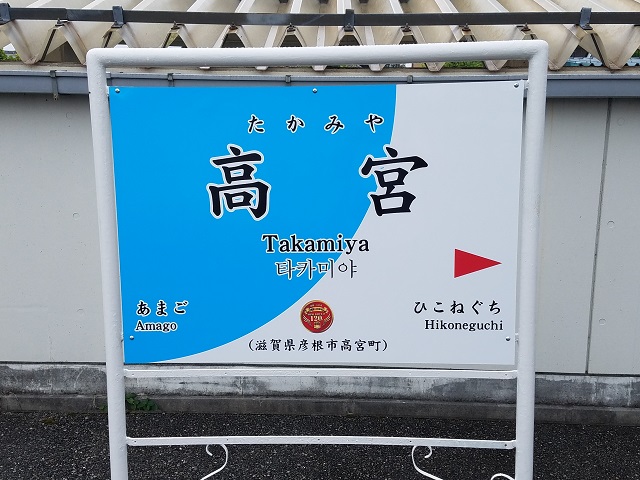 たかみや
高宮
Takamiya
타카미야
あまご
Amago
ひこねぐち
Hikoneguchi
120
(滋賀県彦根市高宮町)